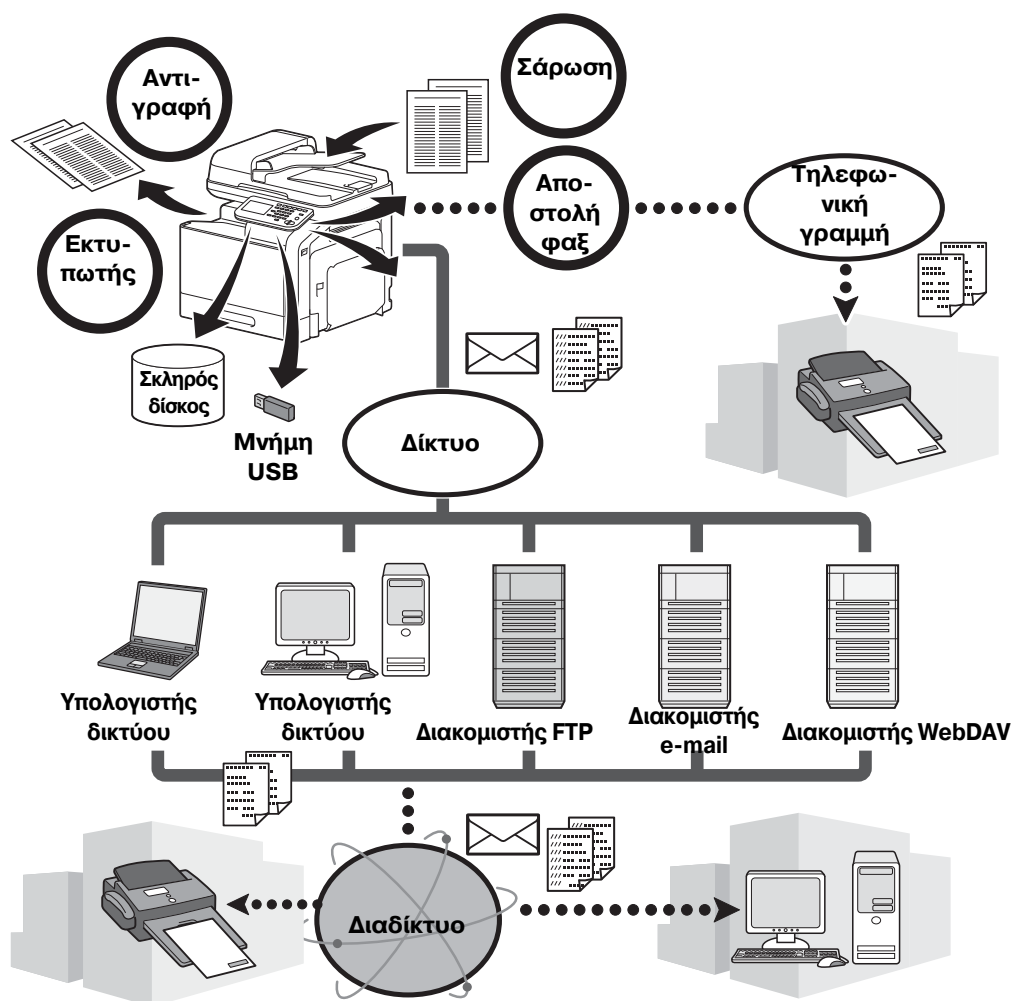 Σάρωση
Αντι-
γραφή
Απο-
στολή
φαξ
Τηλεφω-
νική
γραμμή
Εκτυ-
πωτής
Σκληρός
δίσκος
Μνήμη
USB
Δίκτυο
Υπολογιστής
δικτύου
Υπολογιστής
δικτύου
Διακομιστής FTP
Διακομιστής
e-mail
Διακομιστής WebDAV
Διαδίκτυο